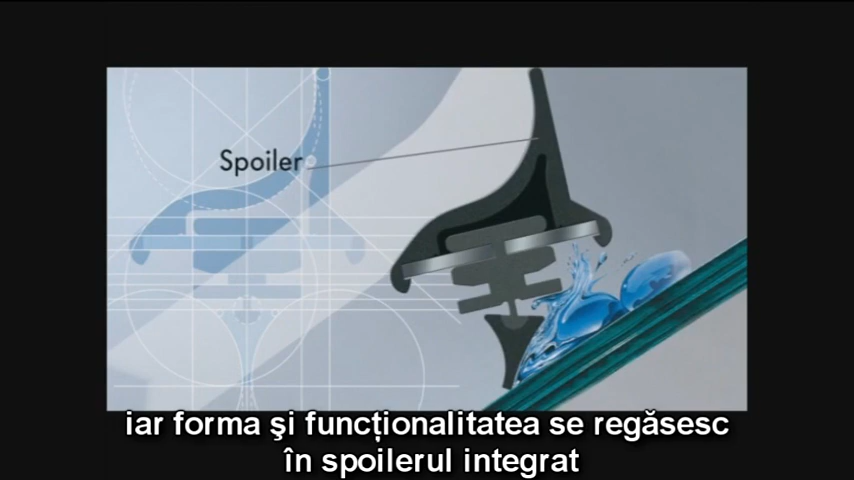 Spoiler
iar forma şi funcționalitatea se regăsesc
în spoilerul integrat